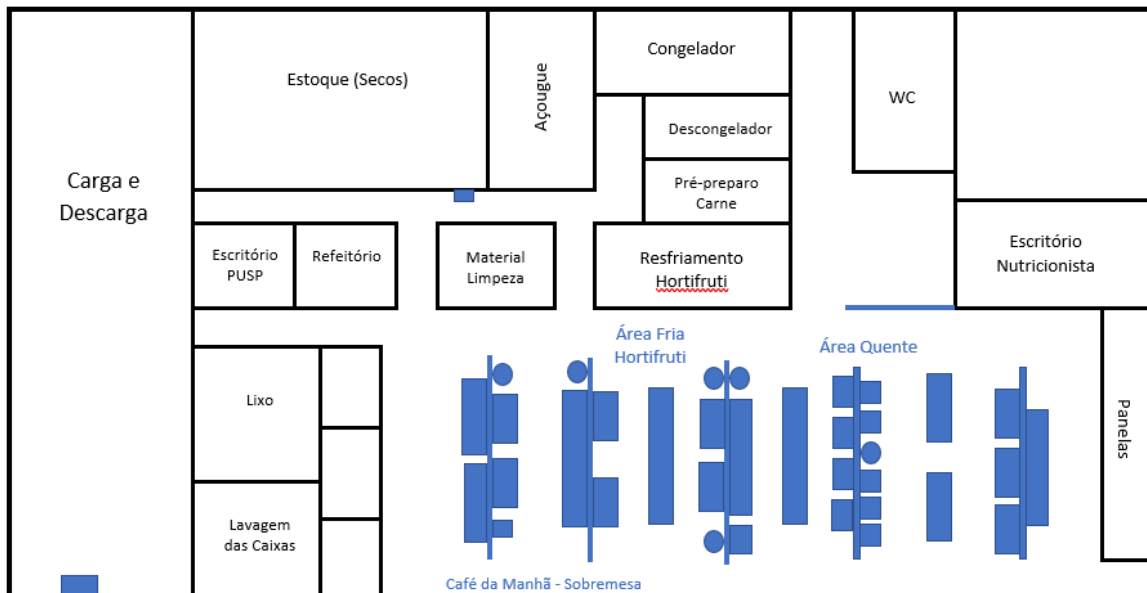 Congelador
Estoque (Secos)
Açougue
WC
Descongelador
Carga e
Descarga
Pré-preparo
Carne
Escritório
PUSP
Refeitório
Material
Limpeza
Resfriamento
Hortifruti
Escritório
Nutricionista
Área Fria
Hortifruti
Área Quente
Lixo
Panelas
Lavagem
das Caixas
Café da Manhã - Sobremesa